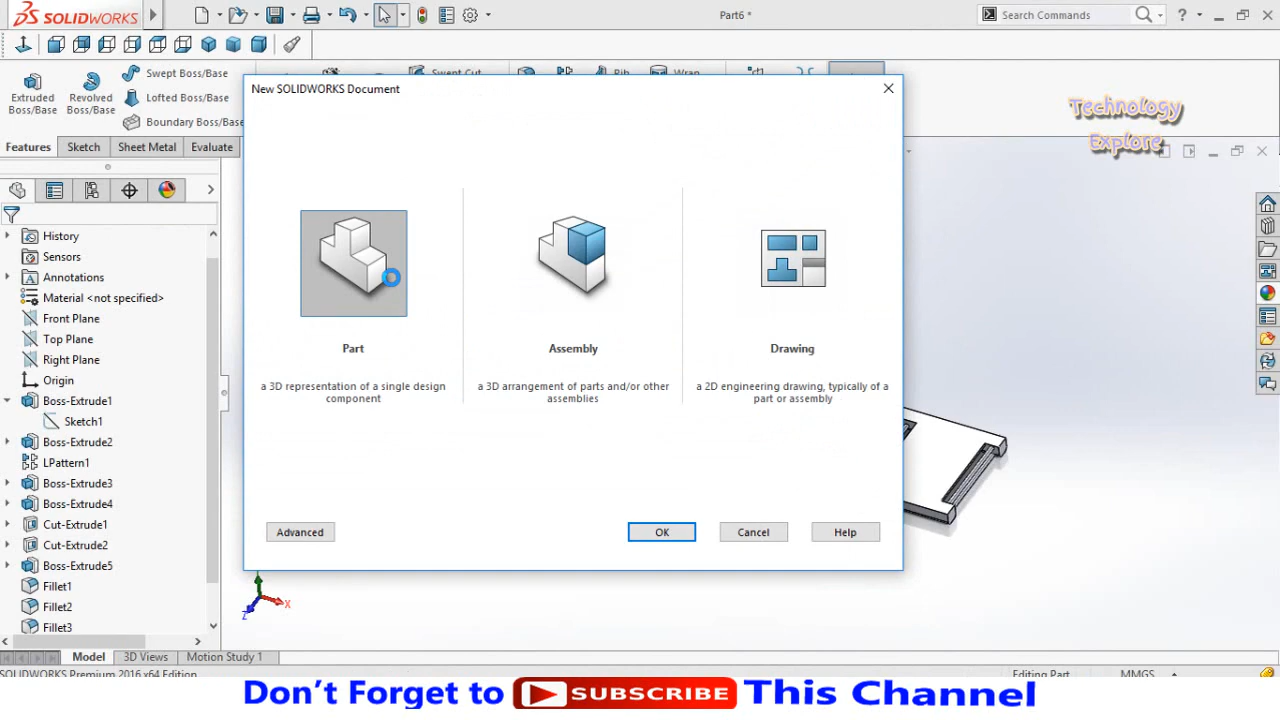 SOLIDWORKS
Part6 *
Search Commands
Extruded
Boss/Base
Revolved
Boss/Base
Swept Boss/Base
Lofted Boss/Base
Boundary Boss/Base
Swept Cut
Rib
Wrap
Technology
Explore
Features
Sketch
Sheet Metal
Evaluate
New SOLIDWORKS Document
History
Sensors
Annotations
Material <not specified>
Front Plane
Top Plane
Right Plane
Origin
Boss-Extrude1
Sketch1
Boss-Extrude2
LPattern1
Boss-Extrude3
Boss-Extrude4
Cut-Extrude1
Cut-Extrude2
Boss-Extrude5
Fillet1
Fillet2
Fillet3
Part
a 3D representation of a single design
component
Assembly
a 3D arrangement of parts and/or other
assemblies
Drawing
a 2D engineering drawing, typically of a
part or assembly
Advanced
OK
Cancel
Help
X
Z
Model
3D Views
Motion Study 1
SOLIDWORKS Premium 2016 x64 Edition
Editing Part
MMGS
Don't Forget to SUBSCRIBE This Channel